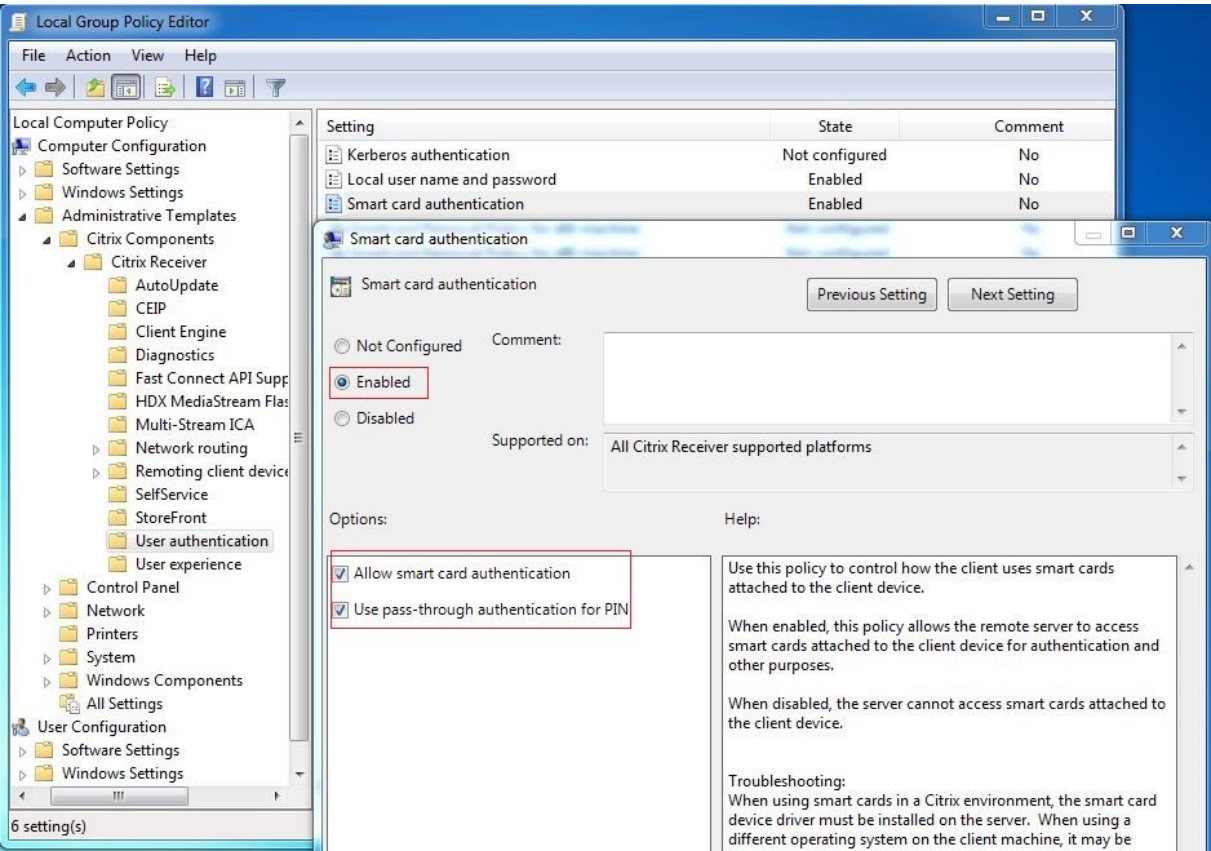 Local Group Policy Editor
File Action View Help
Local Computer Policy
Computer Configuration
Software Settings
Windows Settings
Administrative Templates
Citrix Components
Citrix Receiver
AutoUpdate
CEIP
Client Engine
Diagnostics
Fast Connect API Supp
HDX MediaStream Flas
Multi-Stream ICA
Network routing
Remoting client device
SelfService
StoreFront
User authentication
User experience
Control Panel
Network
Printers
System
Windows Components
All Settings
User Configuration
Software Settings
Windows Settings
6 setting(s)
Setting State Comment
Kerberos authentication Not configured No
Local user name and password Enabled No
Smart card authentication Enabled No
Smart card authentication
Smart card authentication
Previous Setting Next Setting
Not Configured
Enabled
Disabled
Comment:
Supported on:
All Citrix Receiver supported platforms
Options:
Allow smart card authentication
Use pass-through authentication for PIN
Help:
Use this policy to control how the client uses smart cards
attached to the client device.
When enabled, this policy allows the remote server to access
smart cards attached to the client device for authentication and
other purposes.
When disabled, the server cannot access smart cards attached to
the client device.
Troubleshooting:
When using smart cards in a Citrix environment, the smart card
device driver must be installed on the server. When using a
different operating system on the client machine, it may be